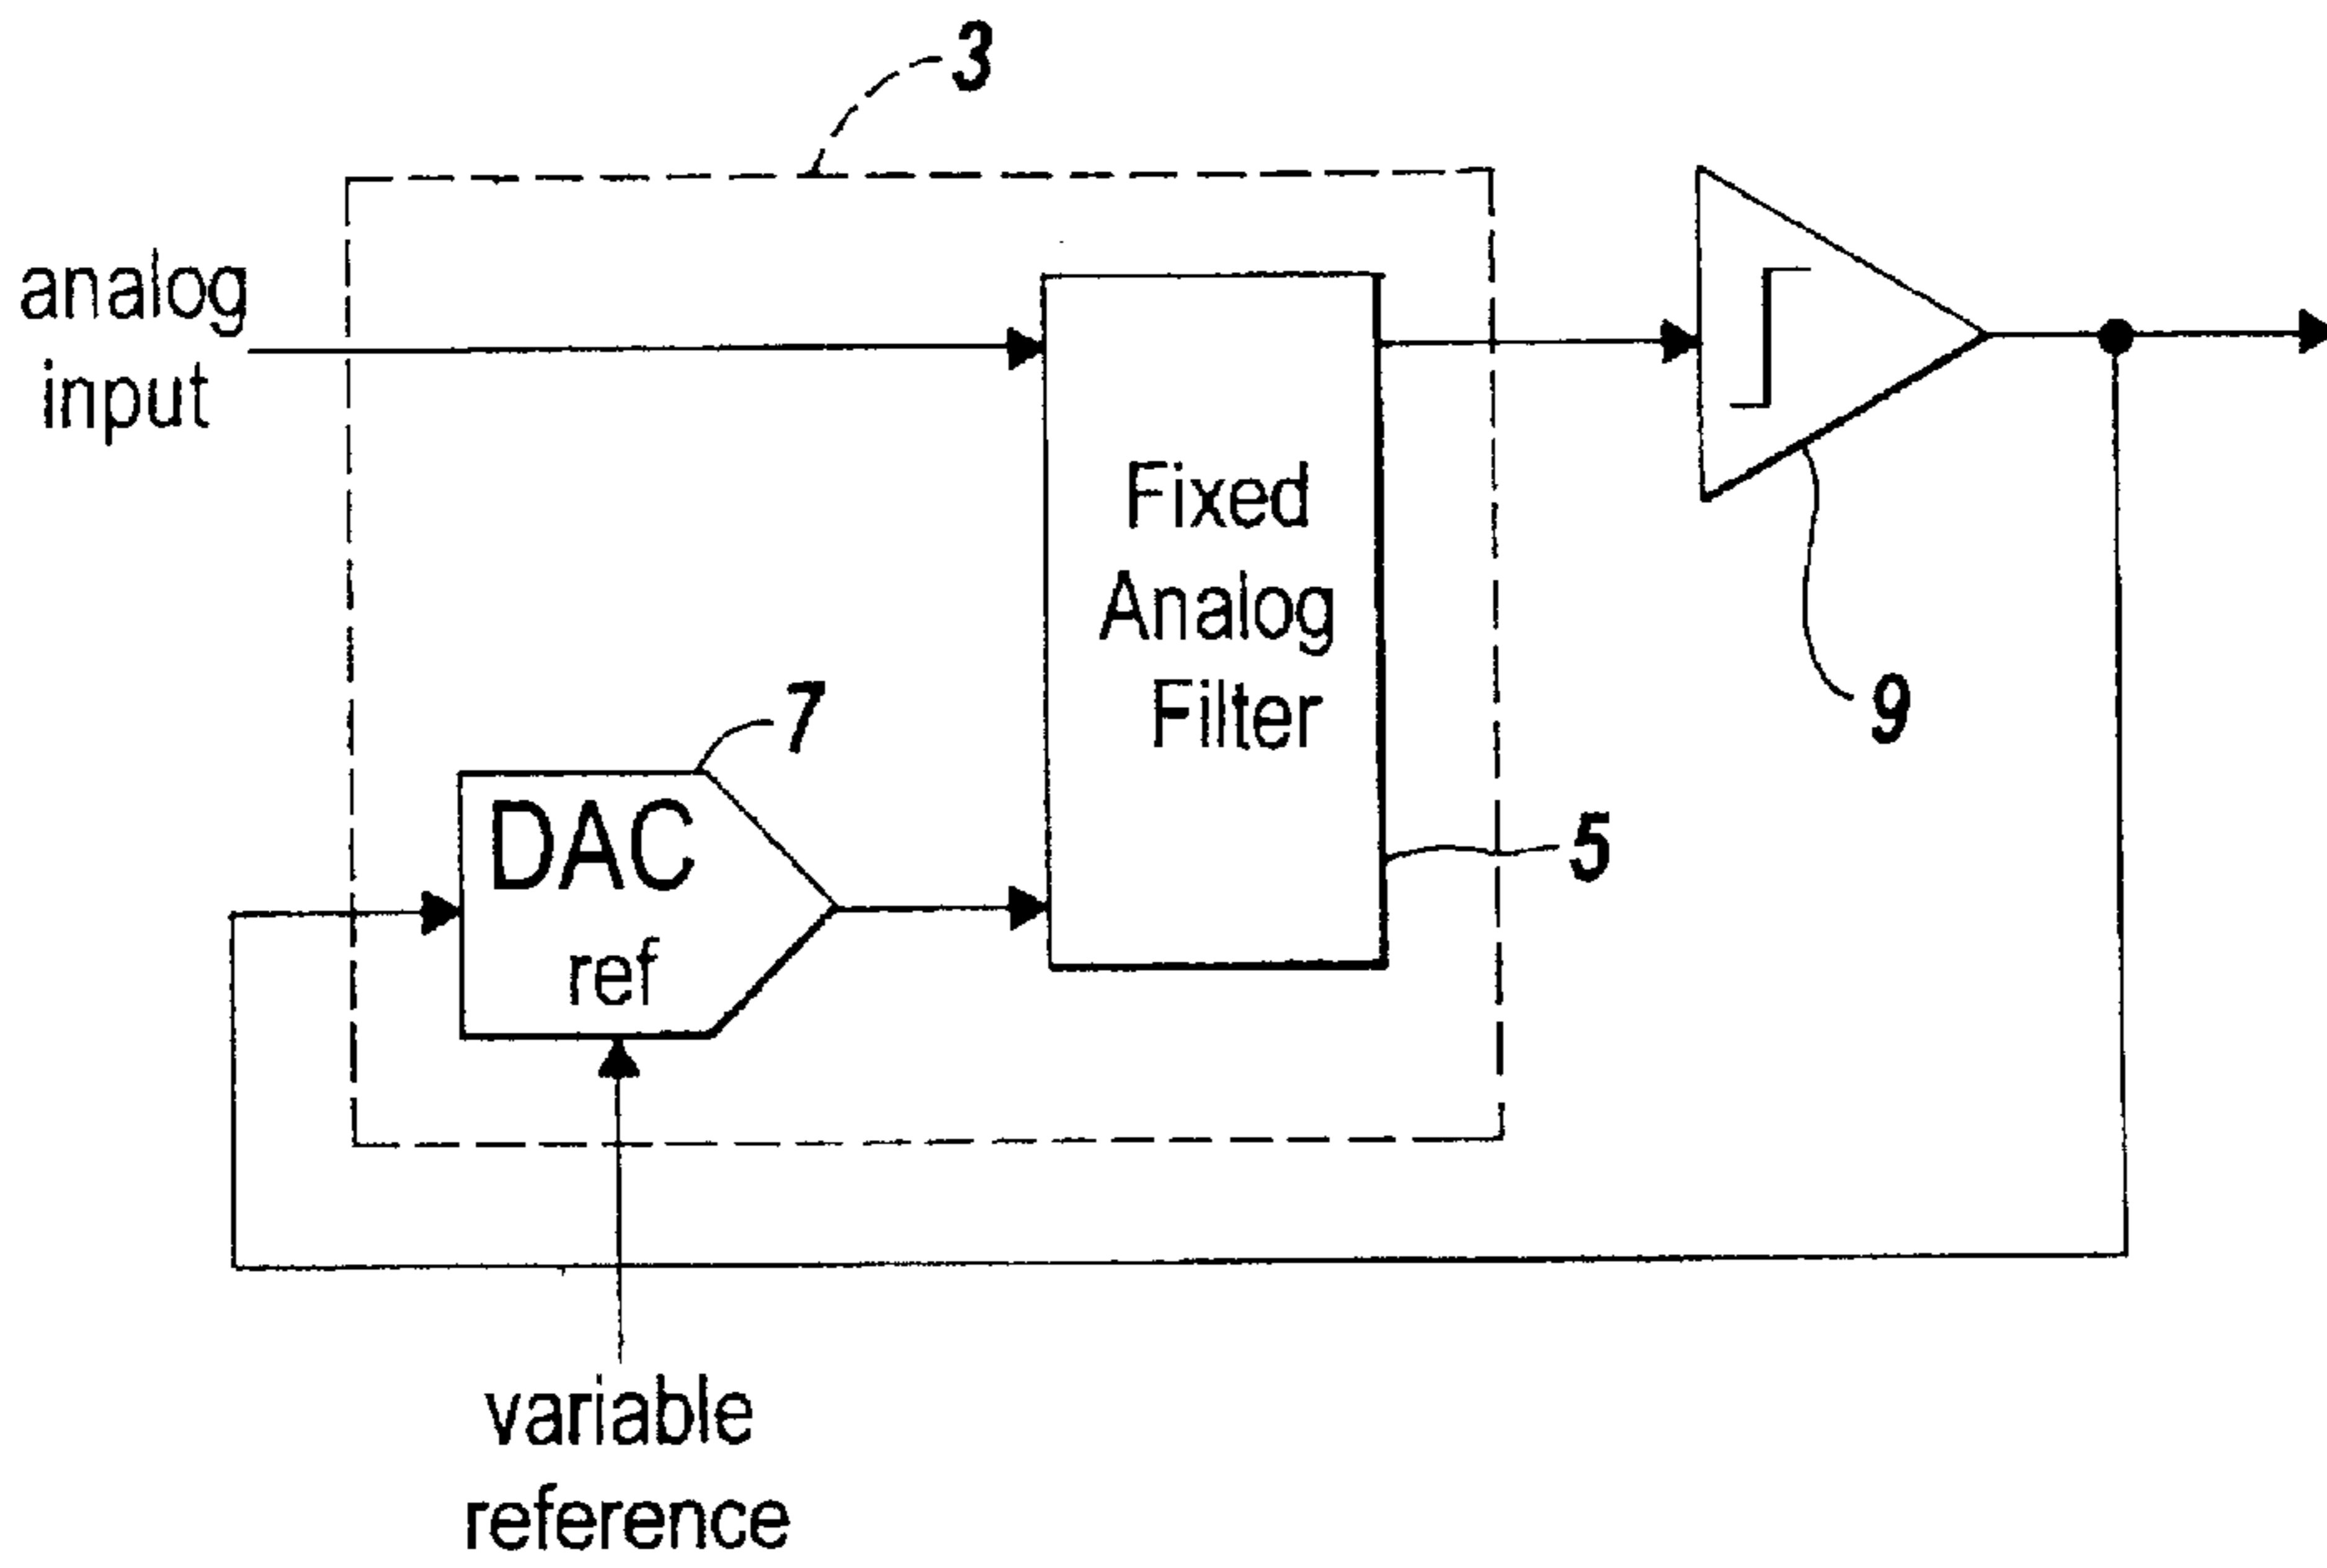 3
analog
input
Fixed
Analog
Filter
7
9
DAC
ref
5
variable
reference